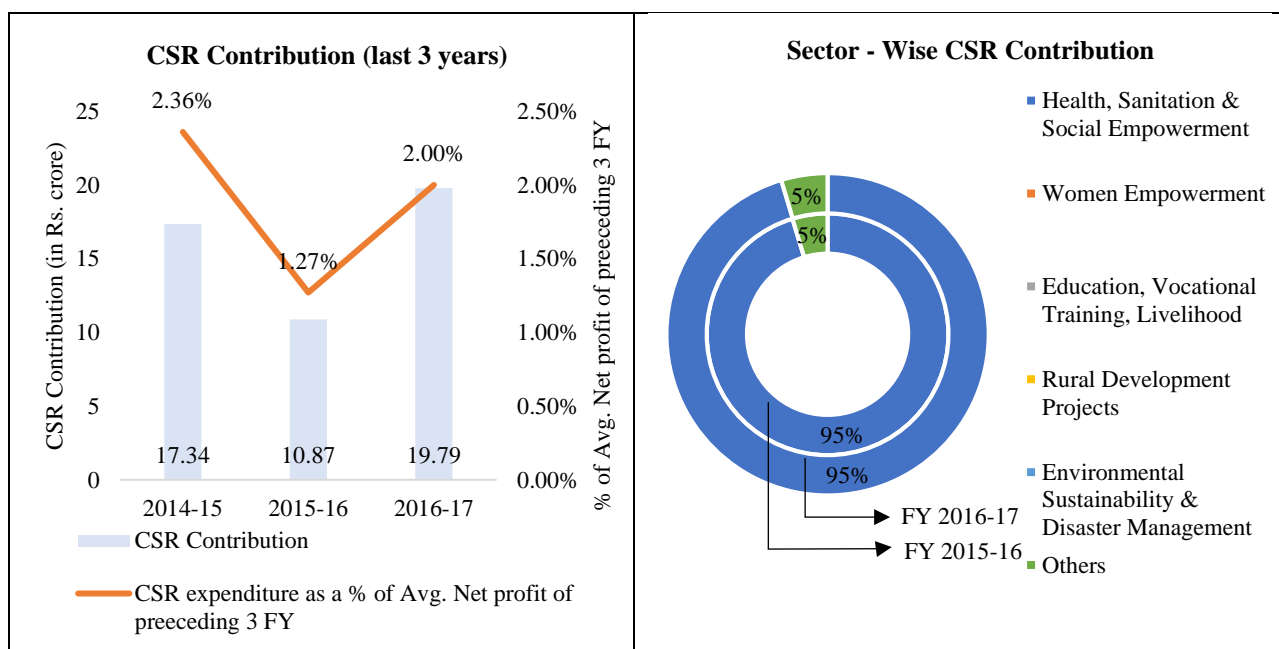 CSR Contribution (last 3 years)
CSR Contribution (in Rs. crore)
25
20
15
10
5
0
2.36%
1.27%
2.00%
17.34
10.87
19.79
2014-15
2015-16
2016-17
2.50%
2.00%
1.50%
1.00%
0.50%
0.00%
% of Avg. Net profit of preeceding 3 FY
CSR Contribution
CSR expenditure as a % of Avg. Net profit of
preeceding 3 FY
Sector - Wise CSR Contribution
5%
5%
95%
95%
FY 2016-17
FY 2015-16
Health, Sanitation &
Social Empowerment
Women Empowerment
Education, Vocational
Training, Livelihood
Rural Development
Projects
Environmental
Sustainability &
Disaster Management
Others